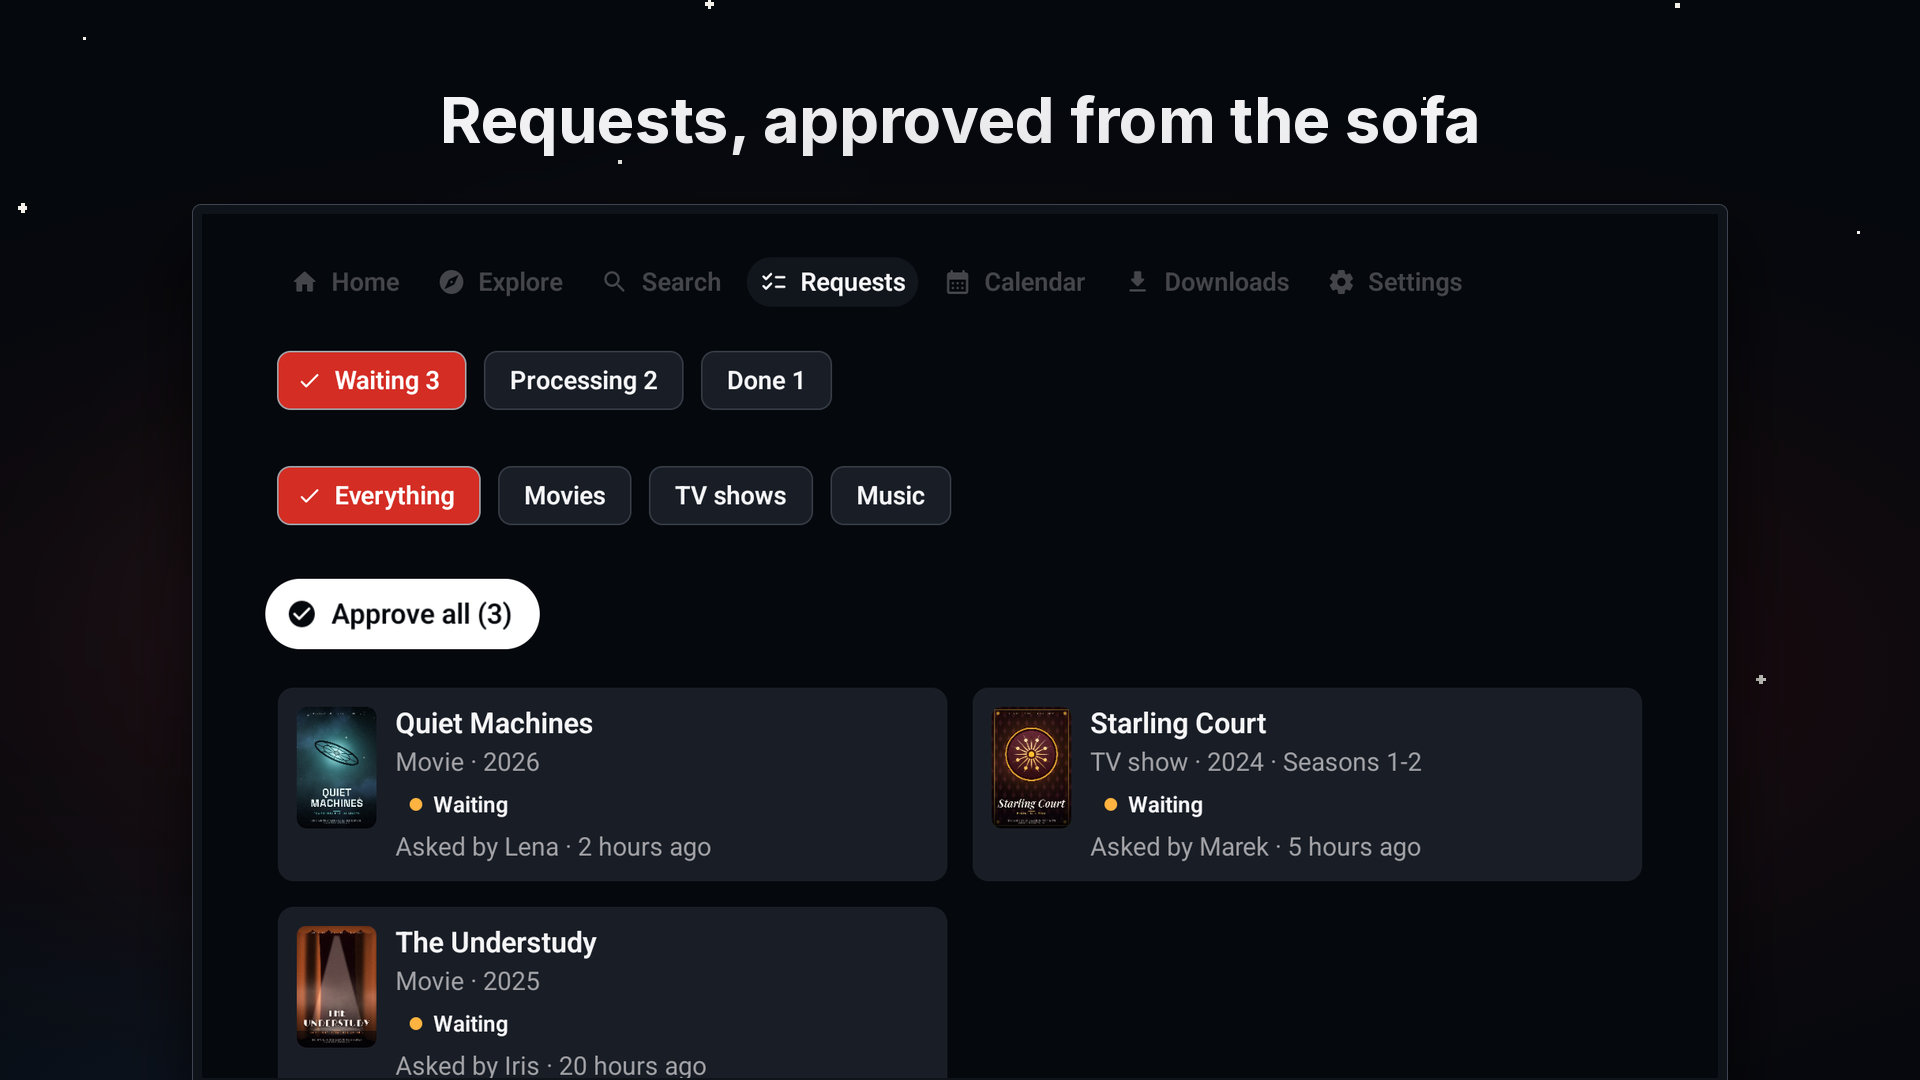 Requests, approved from the sofa
Home Explore Search Requests Calendar Downloads Settings
Waiting 3 Processing 2 Done 1
Everything Movies TV shows Music
Approve all (3)
Quiet Machines
Movie · 2026
Waiting
Asked by Lena · 2 hours ago
QUIET
MACHINES
Starling Court
TV show · 2024 · Seasons 1-2
Waiting
Asked by Marek · 5 hours ago
Starling Court
The Understudy
Movie · 2025
Waiting
Asked by Iris · 20 hours ago
THE
UNDERSTUDY